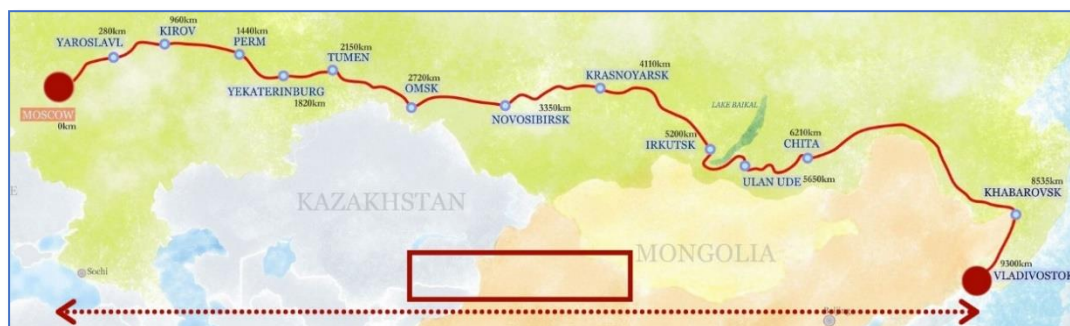 960km
280km
KIROV
1440km
YAROSLAVL
PERM
2150km
TUMEN
YEKATERINBURG
1820km
2720km
OMSK
3350km
NOVOSIBIRSK
4110km
KRASNOYARSK
MOSCOW
0km
LAKE BAIKAL
5200km
IRKUTSK
6210km
CHITA
ULAN UDE
5650km
8535km
KHABAROVSK
KAZAKHSTAN
MONGOLIA
Sochi
9300km
VLADIVOSTOK